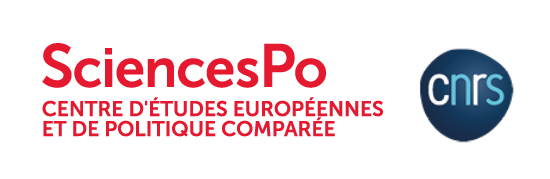 SciencesPo
CENTRE D'ÉTUDES EUROPÉENNES
ET DE POLITIQUE COMPARÉE
cnrs